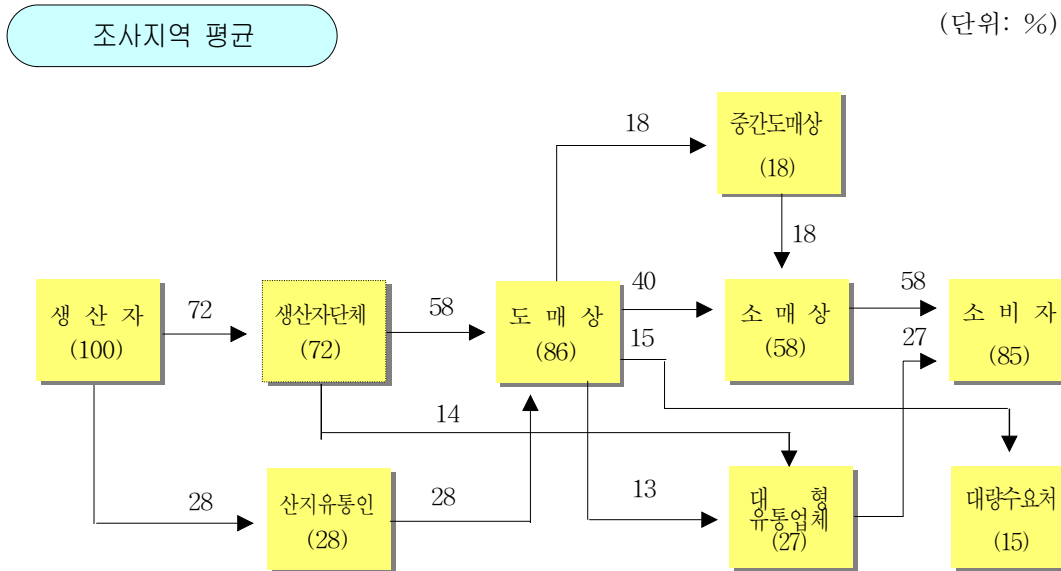 조사지역 평균
(단위: %)
18
중간도매상
(18)
18
생 산 자
(100)
72
생산자단체
(72)
58
도 매 상
(86)
40
15
소 매 상
(58)
58
27
소 비 자
(85)
14
28
산지유통인
(28)
28
13
대 형
유통업체
(27)
대량수요처
(15)